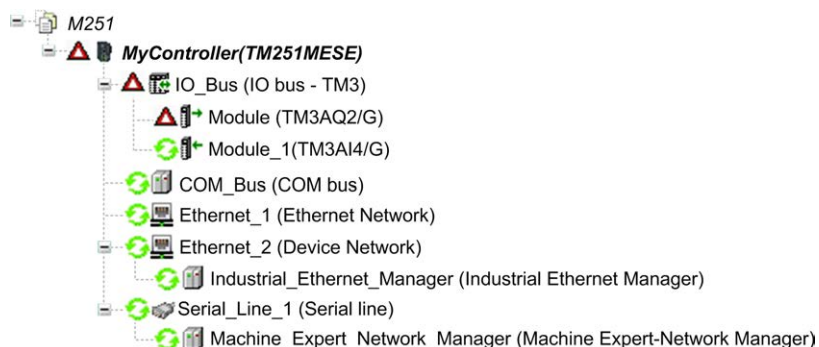 M251
MyController(TM251MESE)
IO_Bus (IO bus - TM3)
Module (TM3AQ2/G)
Module_1(TM3AI4/G)
COM_Bus (COM bus)
Ethernet_1 (Ethernet Network)
Ethernet_2 (Device Network)
Industrial_Ethernet_Manager (Industrial Ethernet Manager)
Serial_Line_1 (Serial line)
Machine_Expert_Network_Manager (Machine Expert-Network Manager)